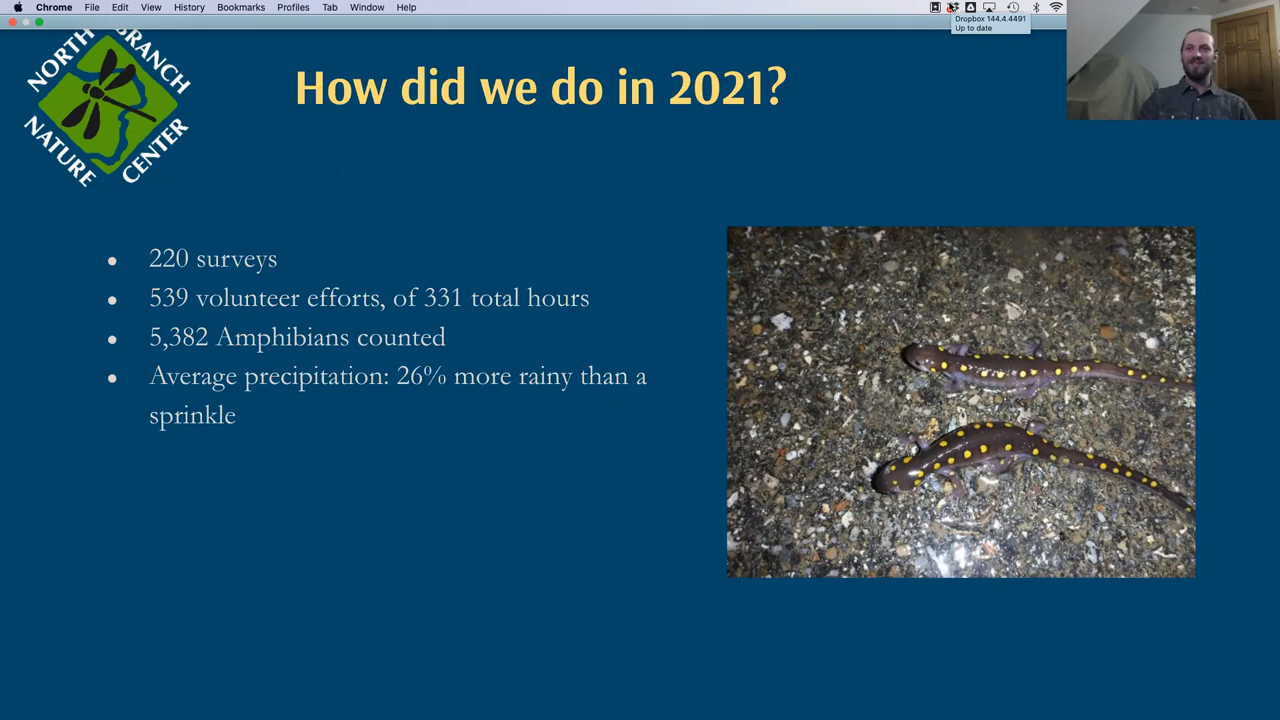 Chrome File Edit View History Bookmarks Profiles Tab Window Help
Dropbox 144.4.4491
Up to date
NORTH BRANCH
NATURE CENTER
How did we do in 2021?
• 220 surveys
• 539 volunteer efforts, of 331 total hours
• 5,382 Amphibians counted
• Average precipitation: 26% more rainy than a
sprinkle